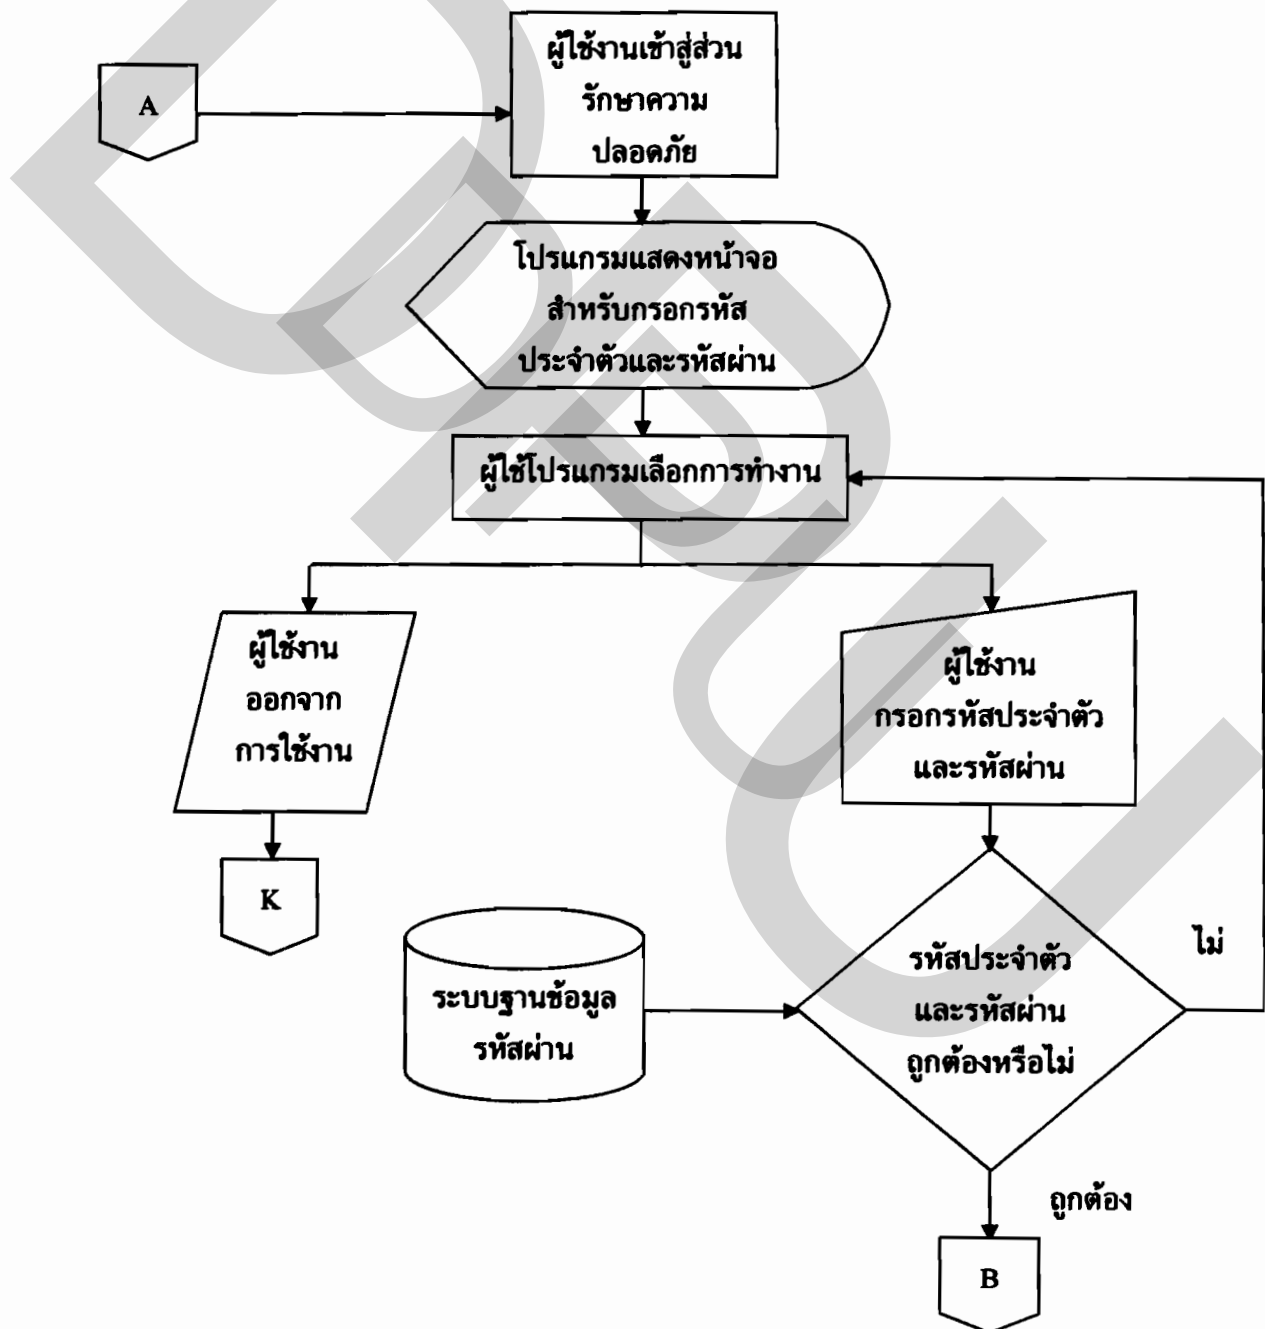 A
ผู้ใช้งานเข้าสู่ส่วน
รักษาความ
ปลอดภัย
โปรแกรมแสดงหน้าจอ
สำหรับกรอกรหัส
ประจำตัวและรหัสผ่าน
ผู้ใช้โปรแกรมเลือกการทำงาน
ผู้ใช้งาน
ออกจาก
การใช้งาน
ผู้ใช้งาน
กรอกรหัสประจำตัว
และรหัสผ่าน
K
ระบบฐานข้อมูล
รหัสผ่าน
รหัสประจำตัว
และรหัสผ่าน
ถูกต้องหรือไม่
ไม่
ถูกต้อง
B
DPU